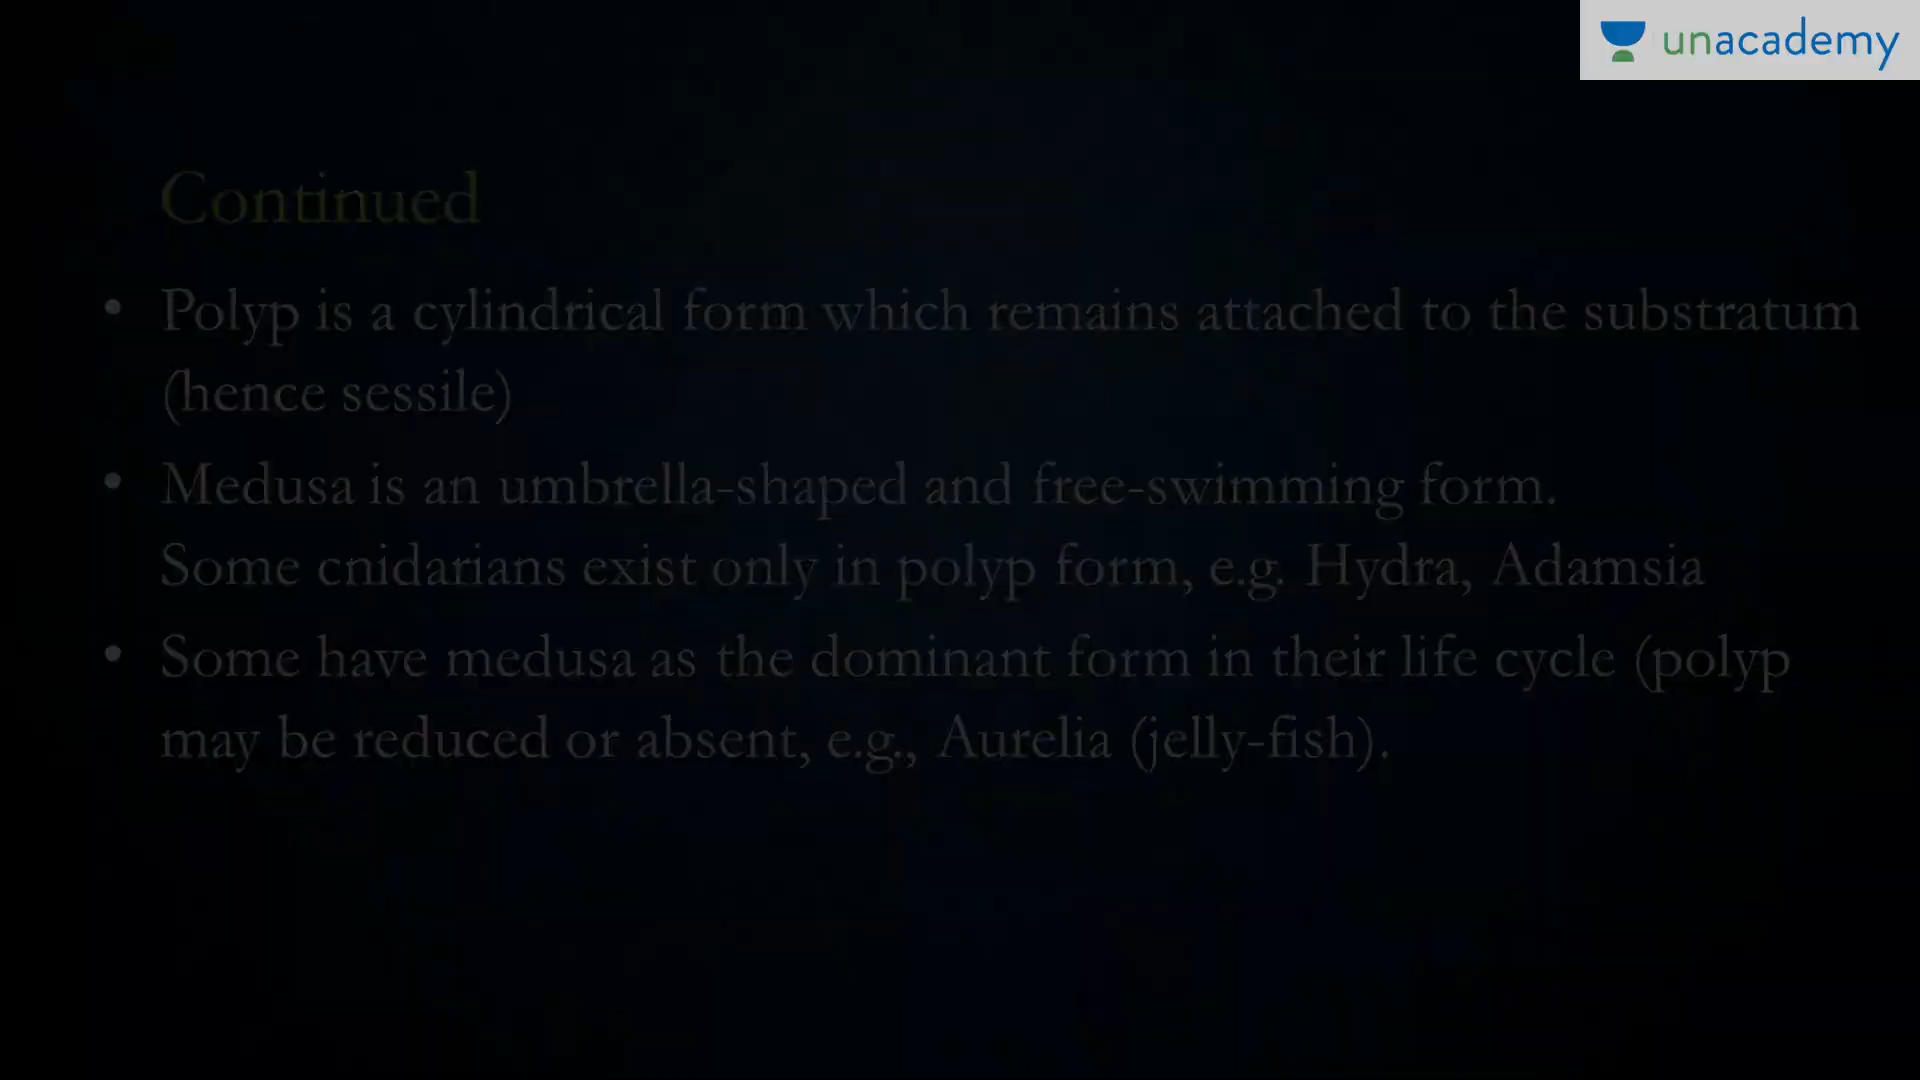 unacademy
Continued
• Polyp is a cylindrical form which remains attached to the substratum
(hence sessile)
• Medusa is an umbrella-shaped and free-swimming form.
Some cnidarians exist only in polyp form, e.g. Hydra, Adamsia
• Some have medusa as the dominant form in their life cycle (polyp
may be reduced or absent, e.g., Aurelia (jelly-fish).